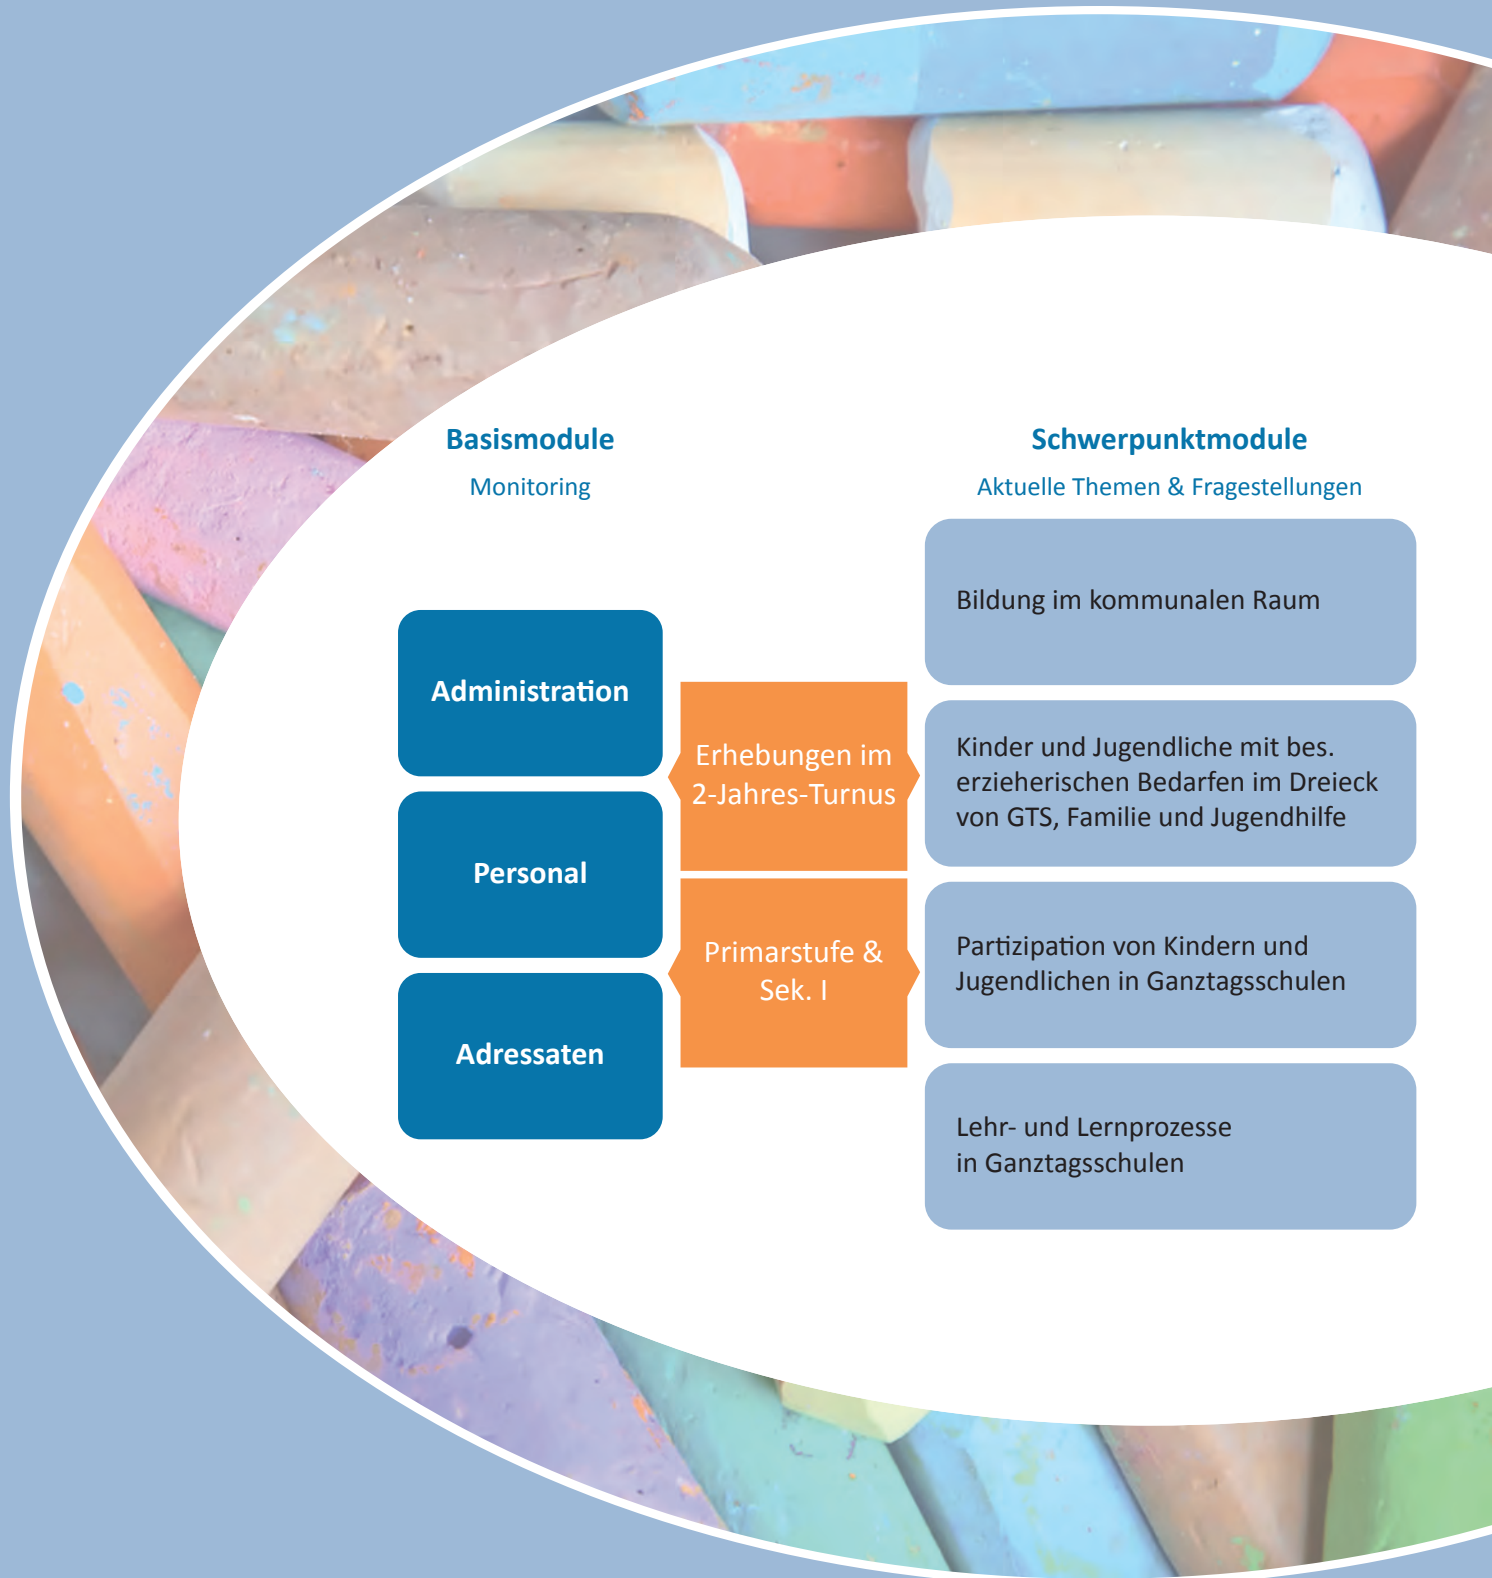 Basismodule
Monitoring
Administration
Personal
Adressaten
Erhebungen im
2-Jahres-Turnus
Primarstufe &
Sek. I
Schwerpunktmodule
Aktuelle Themen & Fragestellungen
Bildung im kommunalen Raum
Kinder und Jugendliche mit bes.
erzieherischen Bedarfen im Dreieck
von GTS, Familie und Jugendhilfe
Partizipation von Kindern und
Jugendlichen in Ganztagsschulen
Lehr- und Lernprozesse
in Ganztagsschulen